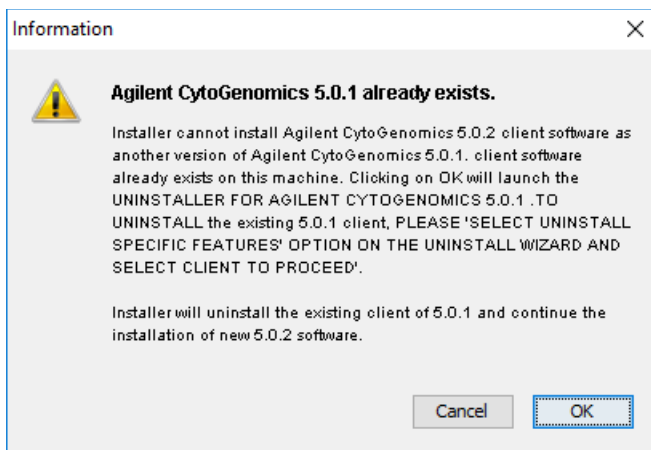 Information
Agilent CytoGenomics 5.0.1 already exists.
Installer cannot install Agilent CytoGenomics 5.0.2 client software as
another version of Agilent CytoGenomics 5.0.1. client software
already exists on this machine. Clicking on OK will launch the
UNINSTALLER FOR AGILENT CYTOGENOMICS 5.0.1 .TO
UNINSTALL the existing 5.0.1 client, PLEASE 'SELECT UNINSTALL
SPECIFIC FEATURES' OPTION ON THE UNINSTALL WIZARD AND
SELECT CLIENT TO PROCEED'.
Installer will uninstall the existing client of 5.0.1 and continue the
installation of new 5.0.2 software.
Cancel OK